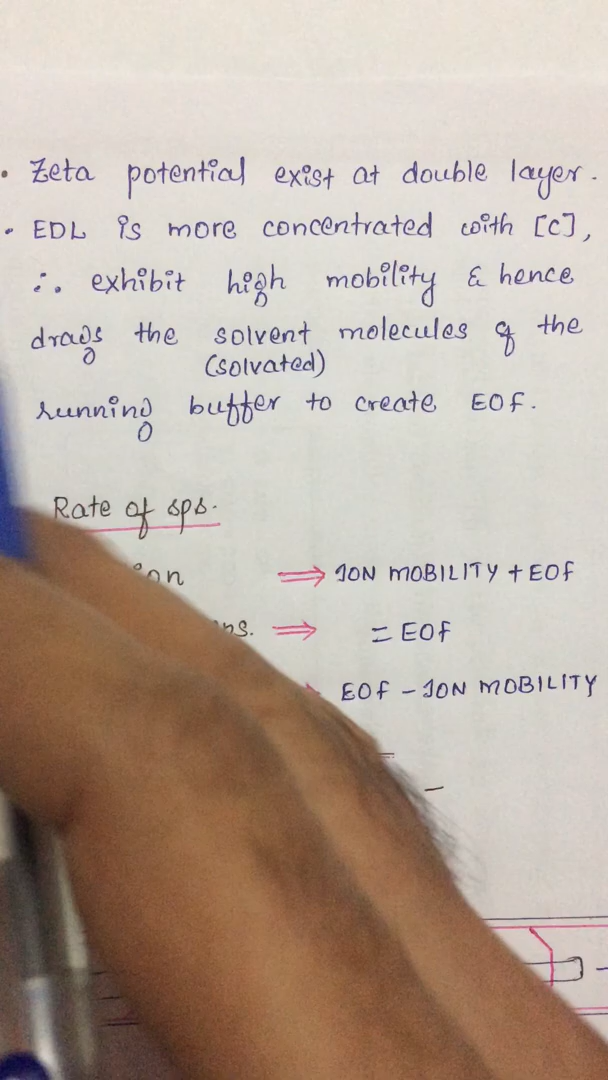 · Zeta potential exist at double layer.
· EDL is more concentrated with [c],
∴ exhibit high mobility & hence
drags the solvent molecules of the
(solvated)
running buffer to create EOF.
Rate of sps.
⇒ ION MOBILITY + EOF
⇒ = EOF
EOF - ION MOBILITY